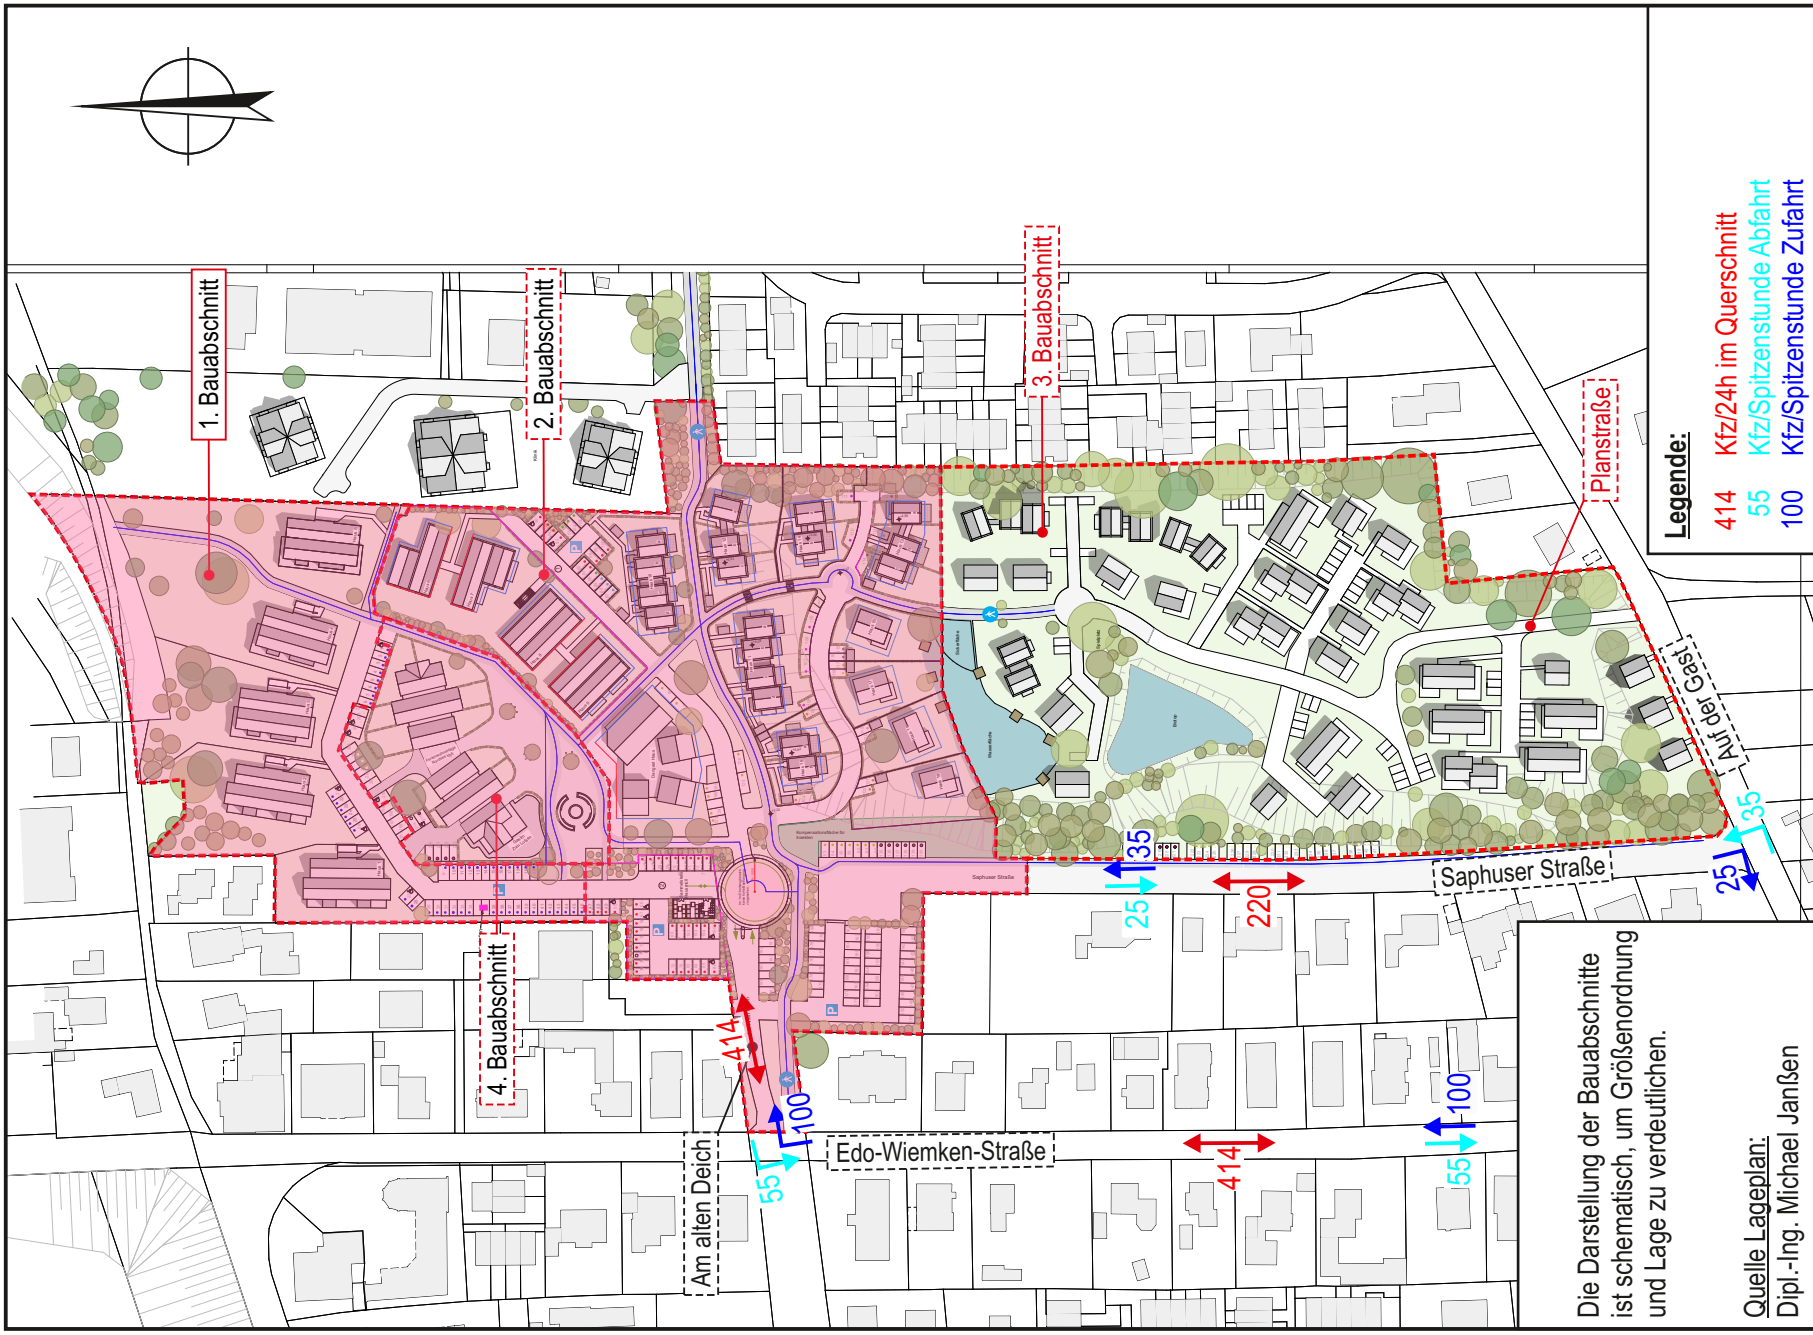 1. Bauabschnitt
2. Bauabschnitt
3. Bauabschnitt
4. Bauabschnitt
Planstraße
Auf der Gast
Saphuser Straße
Saphuser Straße
Edo-Wiemken-Straße
Am alten Deich
414
100
55
414
100
55
35
25
220
35
25
Legende:
414 Kfz/24h im Querschnitt
55 Kfz/Spitzenstunde Abfahrt
100 Kfz/Spitzenstunde Zufahrt
Die Darstellung der Bauabschnitte
ist schematisch, um Größenordnung
und Lage zu verdeutlichen.
Quelle Lageplan:
Dipl.-Ing. Michael Janßen